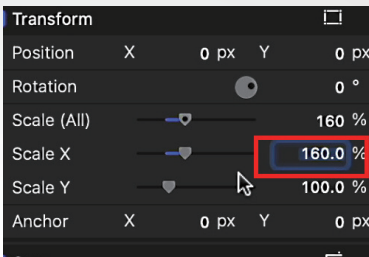 Transform
Position X 0 px Y 0 px
Rotation 0 °
Scale (All) 160 %
Scale X 160.0 %
Scale Y 100.0 %
Anchor X 0 px Y 0 px